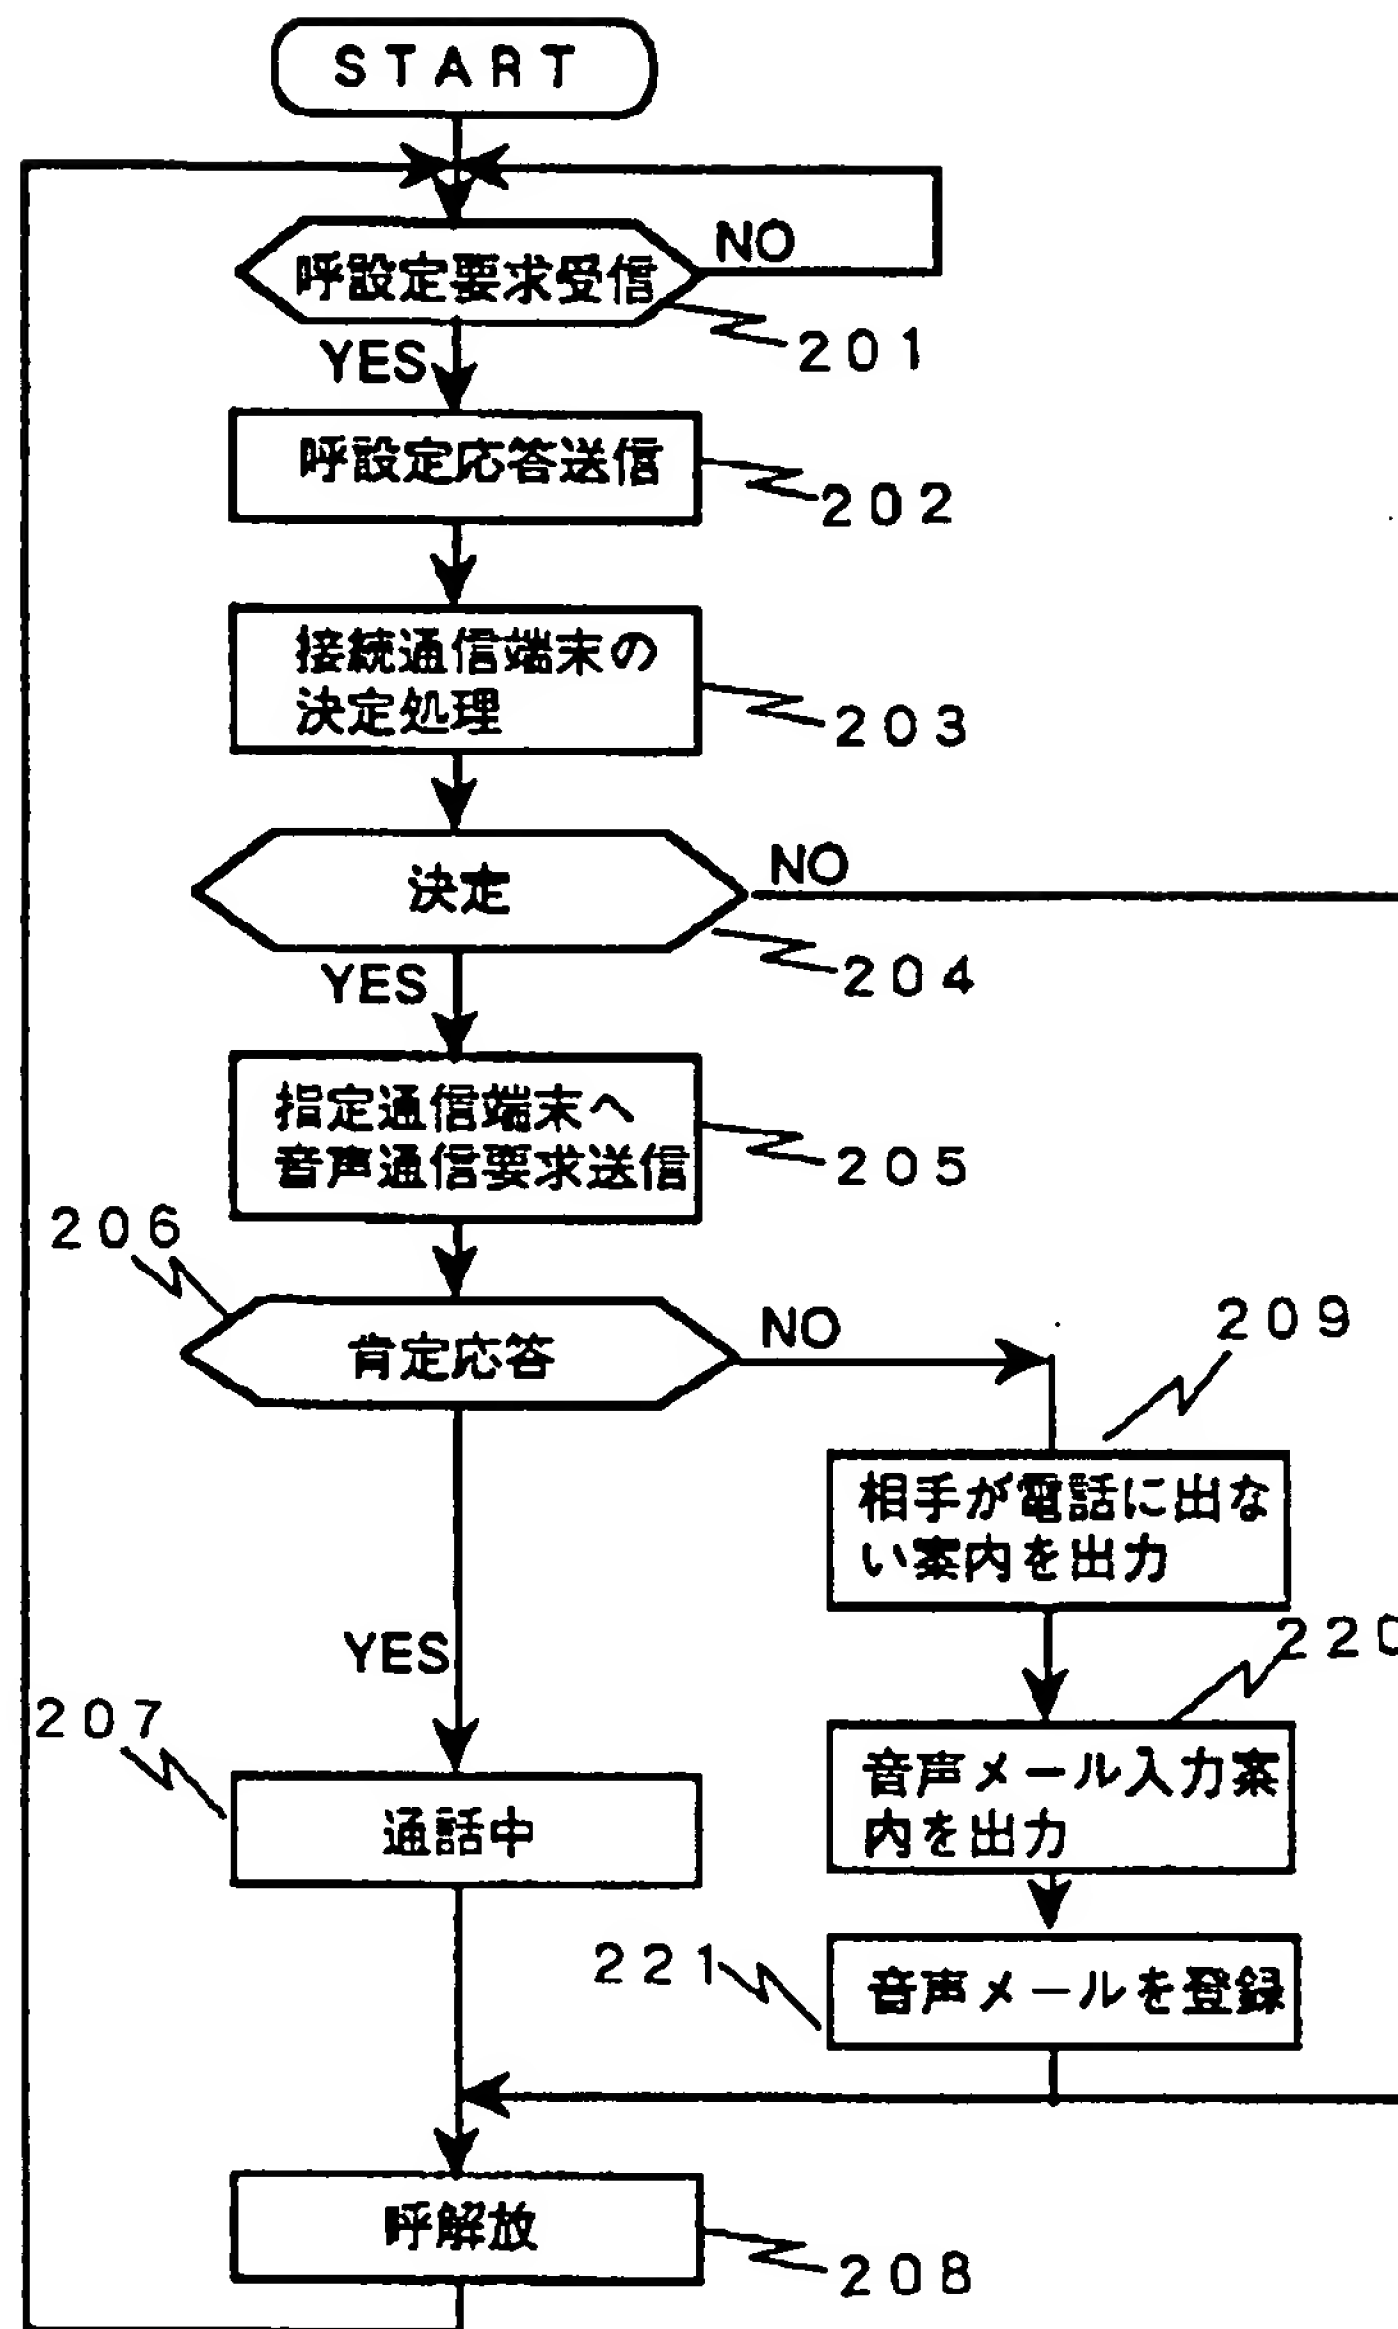 START
NO
呼設定要求受信
201
YES
呼設定応答送信
202
接続通信端末の
決定処理
203
NO
決定
204
YES
指定通信端末へ
音声通信要求送信
205
206
NO
209
肯定応答
相手が電話に出な
い案内を出力
220
YES
207
音声メール入力案
内を出力
通話中
221
音声メールを登録
呼解放
208